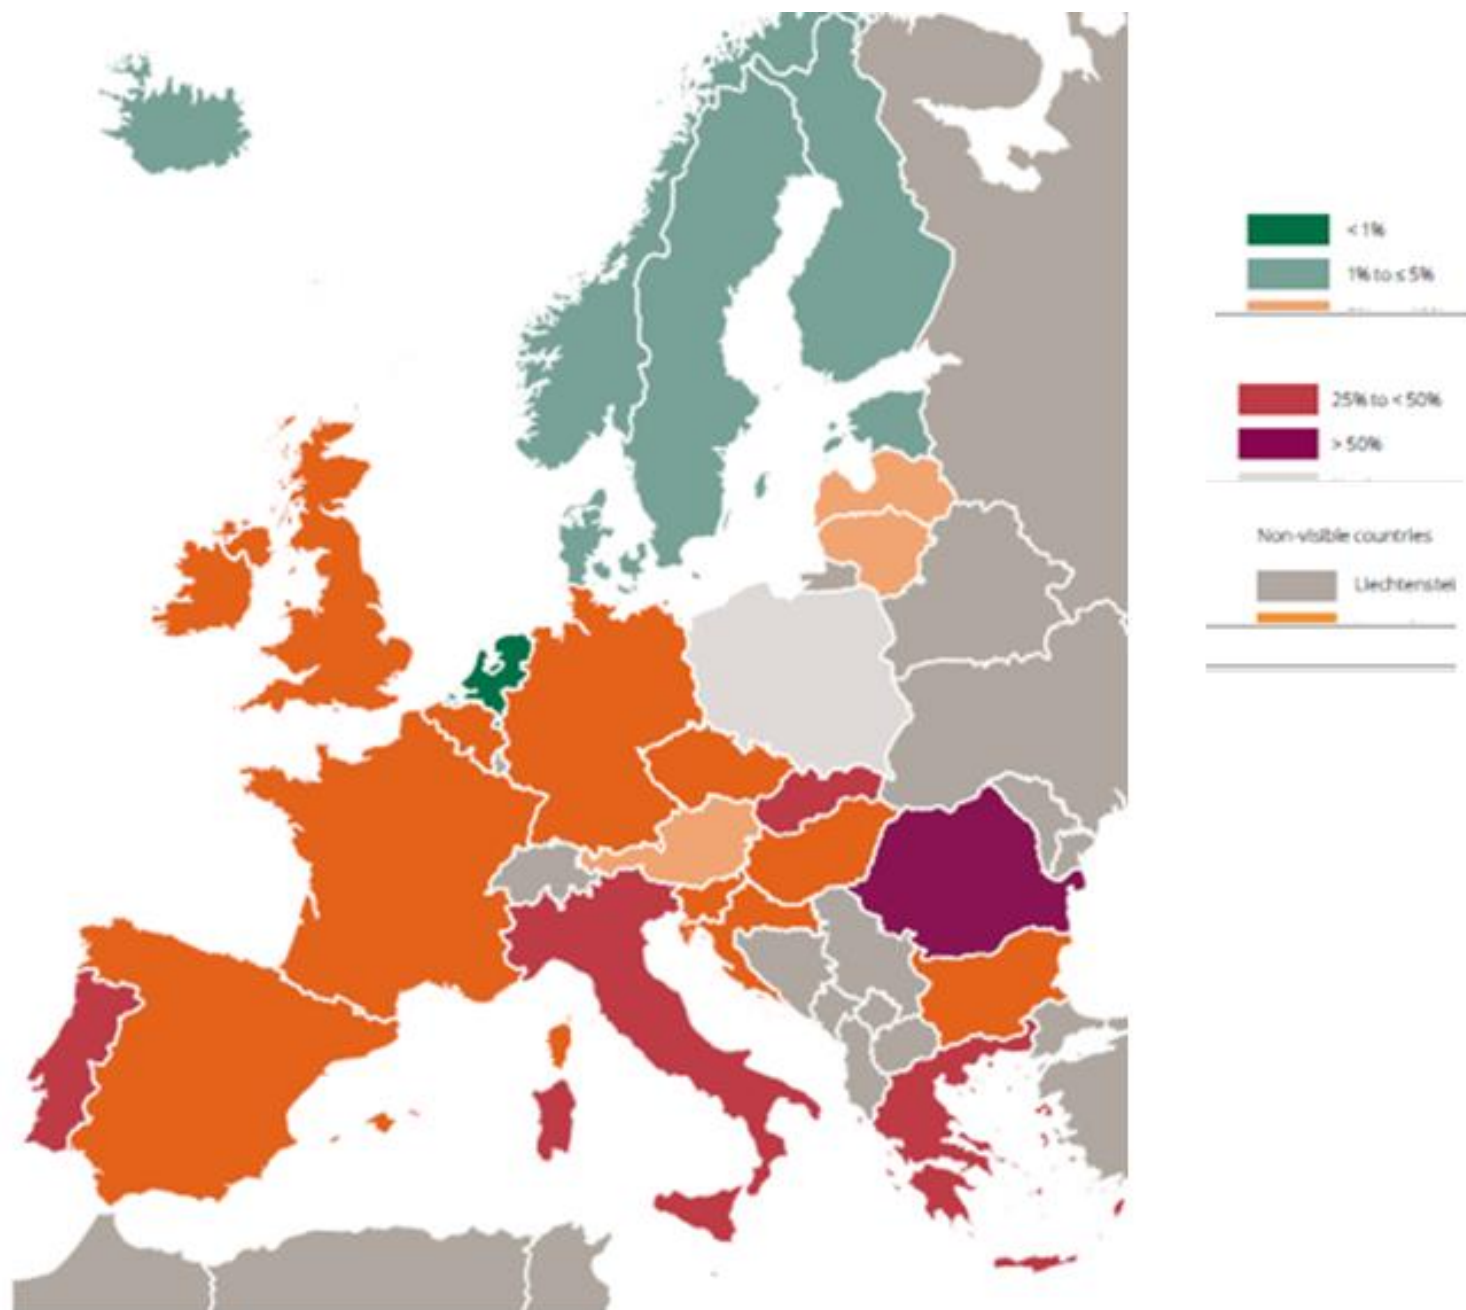 < 1%
1% to ≤ 5%
25% to < 50%
> 50%
Non-visible countries
Liechtenstei